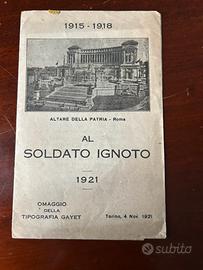 1915 - 1918
ALTARE DELLA PATRIA - Roma
AL
SOLDATO IGNOTO
1921
OMAGGIO
DELLA
TIPOGRAFIA GAYET
Torino, 4 Nov. 1921
subito